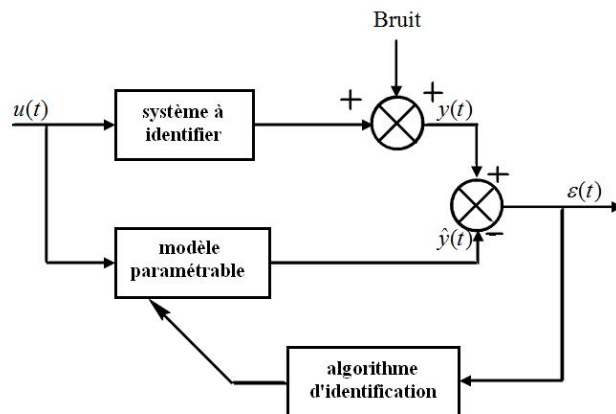 Bruit
u(t)
système à
identifier
+
+
y(t)
+
ε(t)
ŷ(t)
−
modèle
paramétrable
algorithme
d'identification